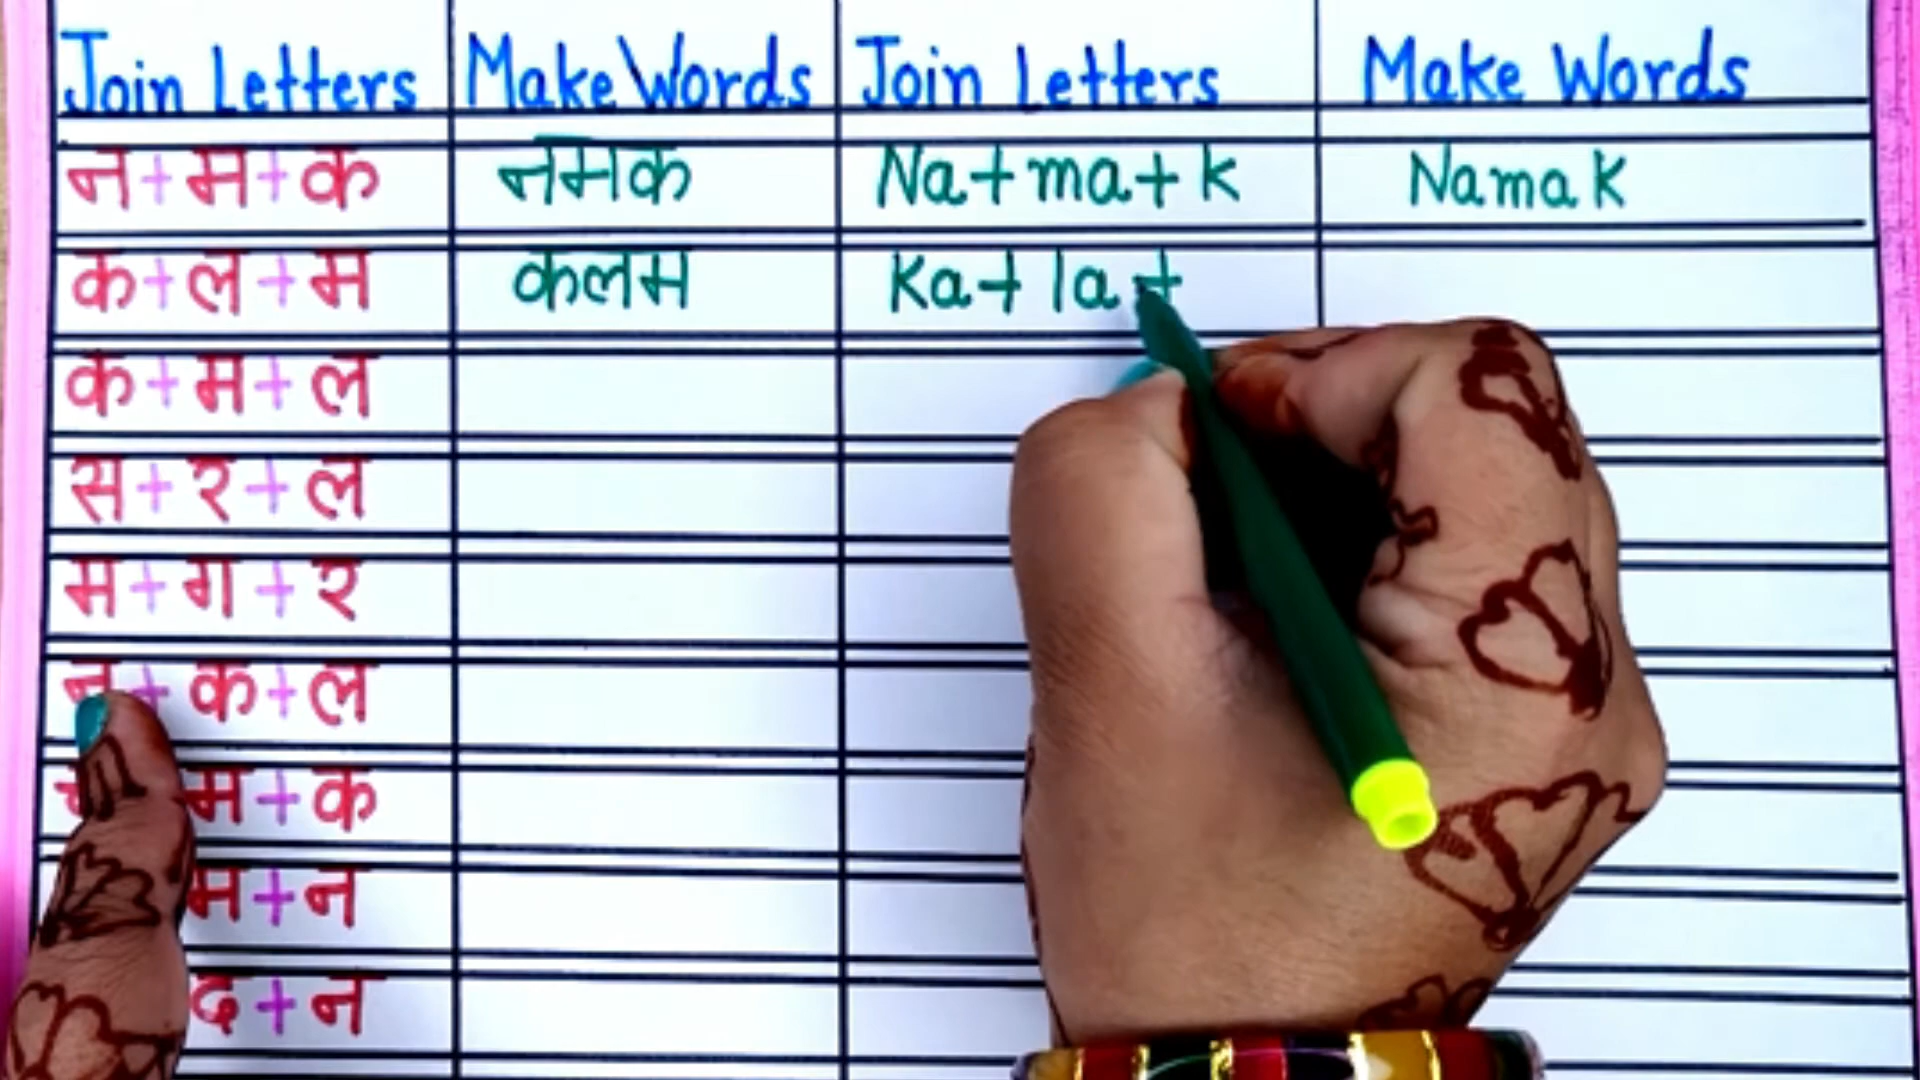 Join Letters Make Words Join Letters Make Words
न+म+क नमक Na+ma+k Namak
क+ल+म कलम Ka+la+
क+म+ल
स+र+ल
म+ग+र
न+क+ल
म+क
म+न
द+न